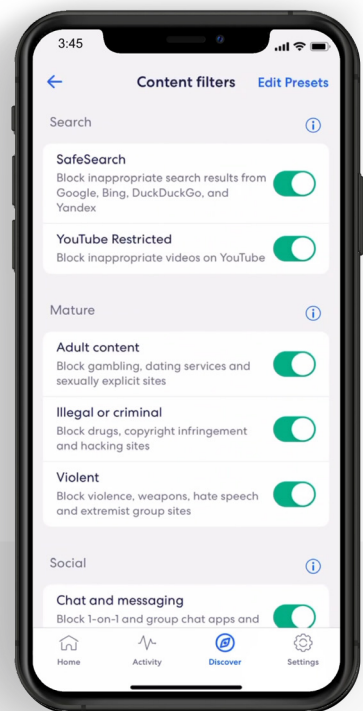 3:45
Content filters Edit Presets
Search
SafeSearch
Block inappropriate search results from
Google, Bing, DuckDuckGo, and
Yandex
YouTube Restricted
Block inappropriate videos on YouTube
Mature
Adult content
Block gambling, dating services and
sexually explicit sites
Illegal or criminal
Block drugs, copyright infringement
and hacking sites
Violent
Block violence, weapons, hate speech
and extremist group sites
Social
Chat and messaging
Block 1-on-1 and group chat apps and
Home Activity Discover Settings